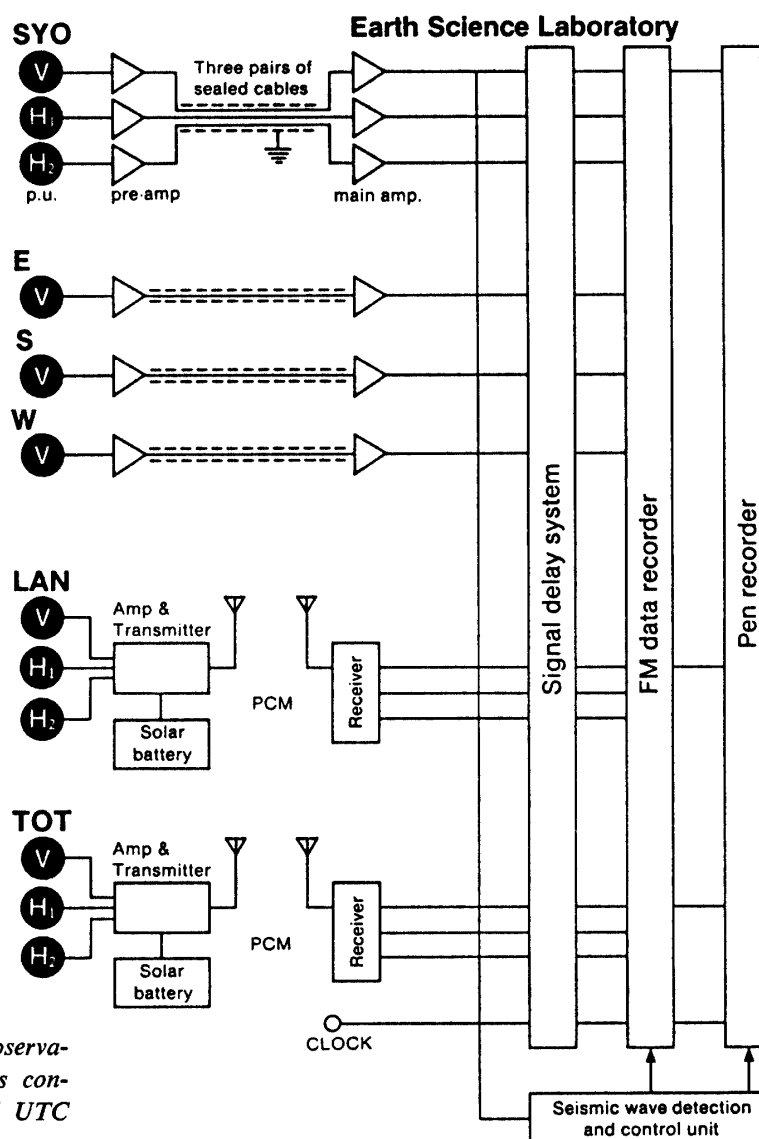 Earth Science Laboratory
SYO
V
H₁
H₂
p.u.
pre-amp
Three pairs of
sealed cables
main amp.
E
V
S
V
W
V
LAN
V
H₁
H₂
Amp &
Transmitter
Solar
battery
PCM
Receiver
TOT
V
H₁
H₂
Amp &
Transmitter
Solar
battery
PCM
Receiver
CLOCK
Signal delay system
FM data recorder
Pen recorder
Seismic wave detection
and control unit
oserva-
s con-
UTC